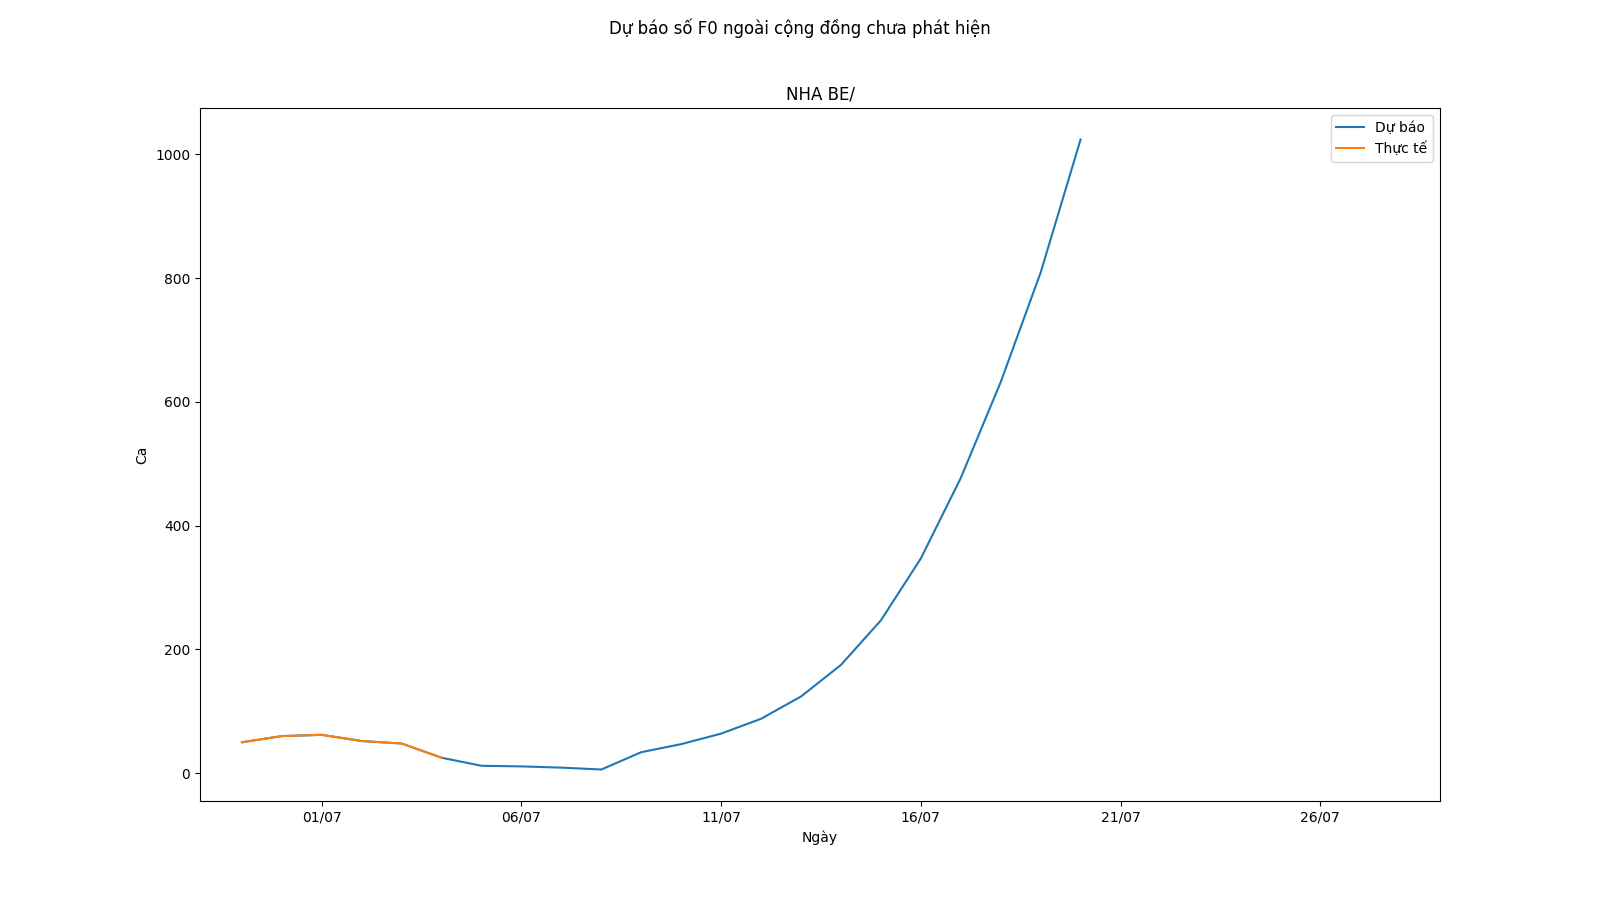 Dự báo số F0 ngoài cộng đồng chưa phát hiện
NHA BE/
Dự báo
Thực tế
1000
800
600
400
200
0
Ca
01/07
06/07
11/07
16/07
21/07
26/07
Ngày